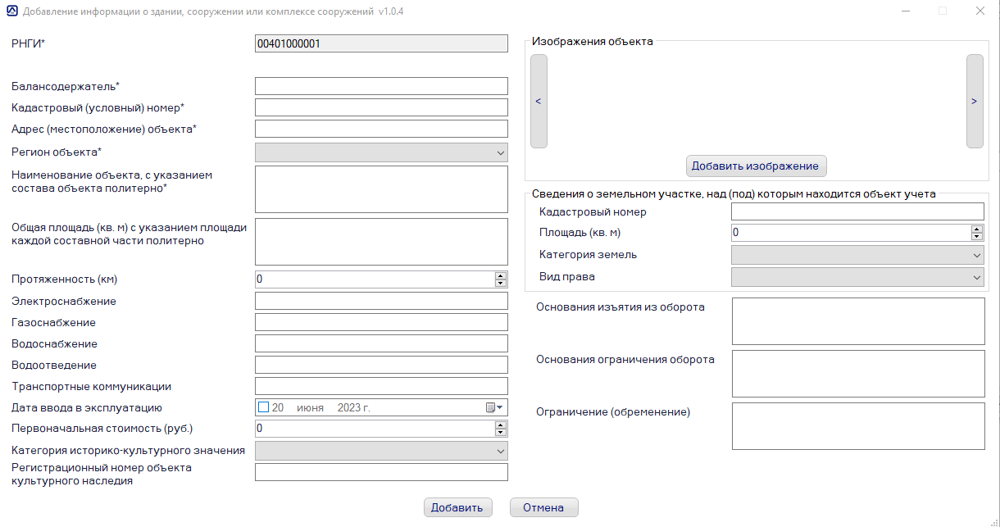 Добавление информации о здании, сооружении или комплексе сооружений v1.0.4
РНГИ*
00401000001
Балансодержатель*
Кадастровый (условный) номер*
Адрес (местоположение) объекта*
Регион объекта*
Наименование объекта, с указанием
состава объекта политерно*
Общая площадь (кв. м) с указанием площади
каждой составной части политерно
Протяженность (км)
0
Электроснабжение
Газоснабжение
Водоснабжение
Водоотведение
Транспортные коммуникации
Дата ввода в эксплуатацию
20 июня 2023 г.
Первоначальная стоимость (руб.)
0
Категория историко-культурного значения
Регистрационный номер объекта
культурного наследия
Изображения объекта
<
>
Добавить изображение
Сведения о земельном участке, над (под) которым находится объект учета
Кадастровый номер
Площадь (кв. м)
0
Категория земель
Вид права
Основания изъятия из оборота
Основания ограничения оборота
Ограничение (обременение)
Добавить
Отмена